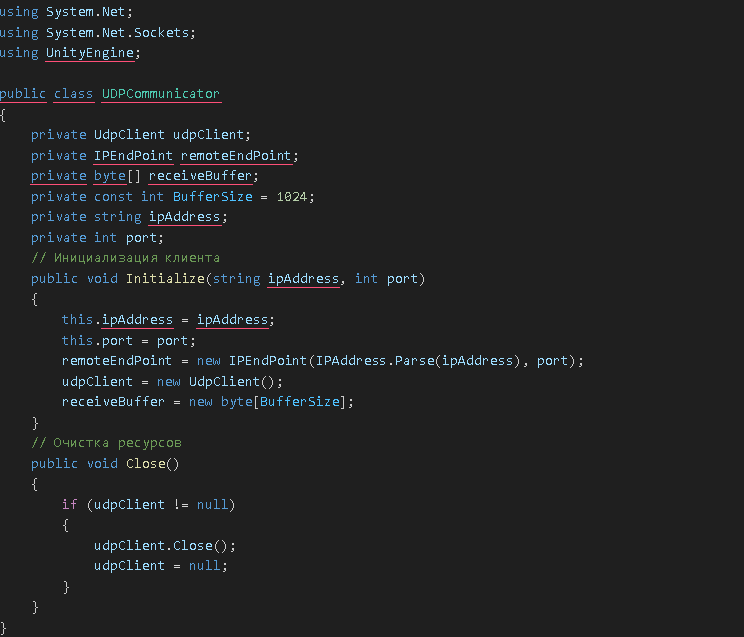 using System.Net;
using System.Net.Sockets;
using UnityEngine;
public class UDPCommunicator
{
    private UdpClient udpClient;
    private IPEndPoint remoteEndPoint;
    private byte[] receiveBuffer;
    private const int BufferSize = 1024;
    private string ipAddress;
    private int port;
    // Инициализация клиента
    public void Initialize(string ipAddress, int port)
    {
        this.ipAddress = ipAddress;
        this.port = port;
        remoteEndPoint = new IPEndPoint(IPAddress.Parse(ipAddress), port);
        udpClient = new UdpClient();
        receiveBuffer = new byte[BufferSize];
    }
    // Очистка ресурсов
    public void Close()
    {
        if (udpClient != null)
        {
            udpClient.Close();
            udpClient = null;
        }
    }
}